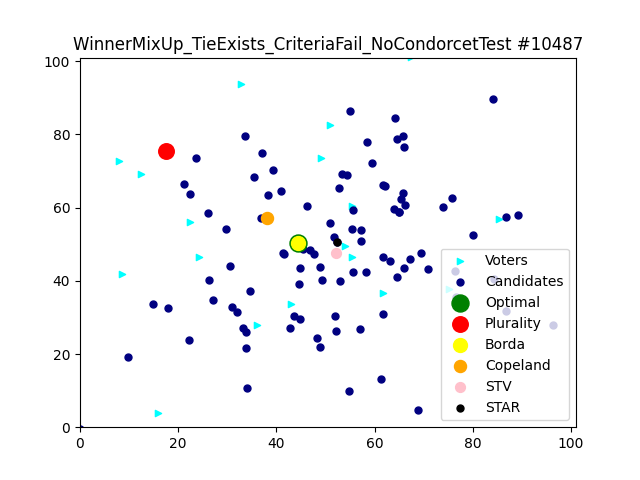 WinnerMixUp_TieExists_CriteriaFail_NoCondorcetTest #10487
100
80
60
40
20
0
0 20 40 60 80 100
Voters
Candidates
Optimal
Plurality
Borda
Copeland
STV
STAR